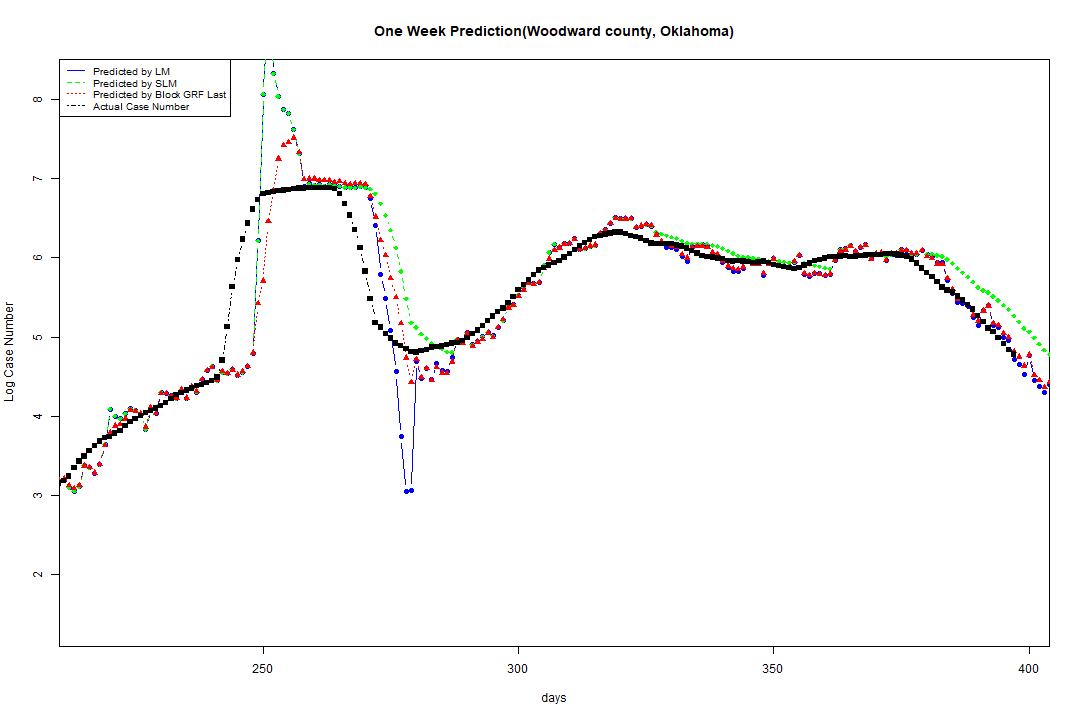 One Week Prediction(Woodward county, Oklahoma)
Predicted by LM
Predicted by SLM
Predicted by Block GRF Last
Actual Case Number
Log Case Number
8
7
6
5
4
3
2
250 300 350 400
days